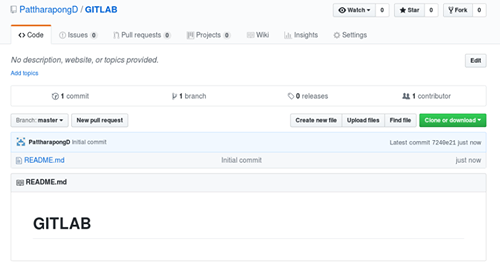 PattharapongD / GITLAB
Watch 0 Star 0 Fork 0
Code Issues 0 Pull requests 0 Projects 0 Wiki Insights Settings
No description, website, or topics provided. Edit
Add topics
1 commit 1 branch 0 releases 1 contributor
Branch: master New pull request Create new file Upload files Find file Clone or download
PattharapongD Initial commit Latest commit 7240e21 just now
README.md Initial commit just now
README.md
GITLAB